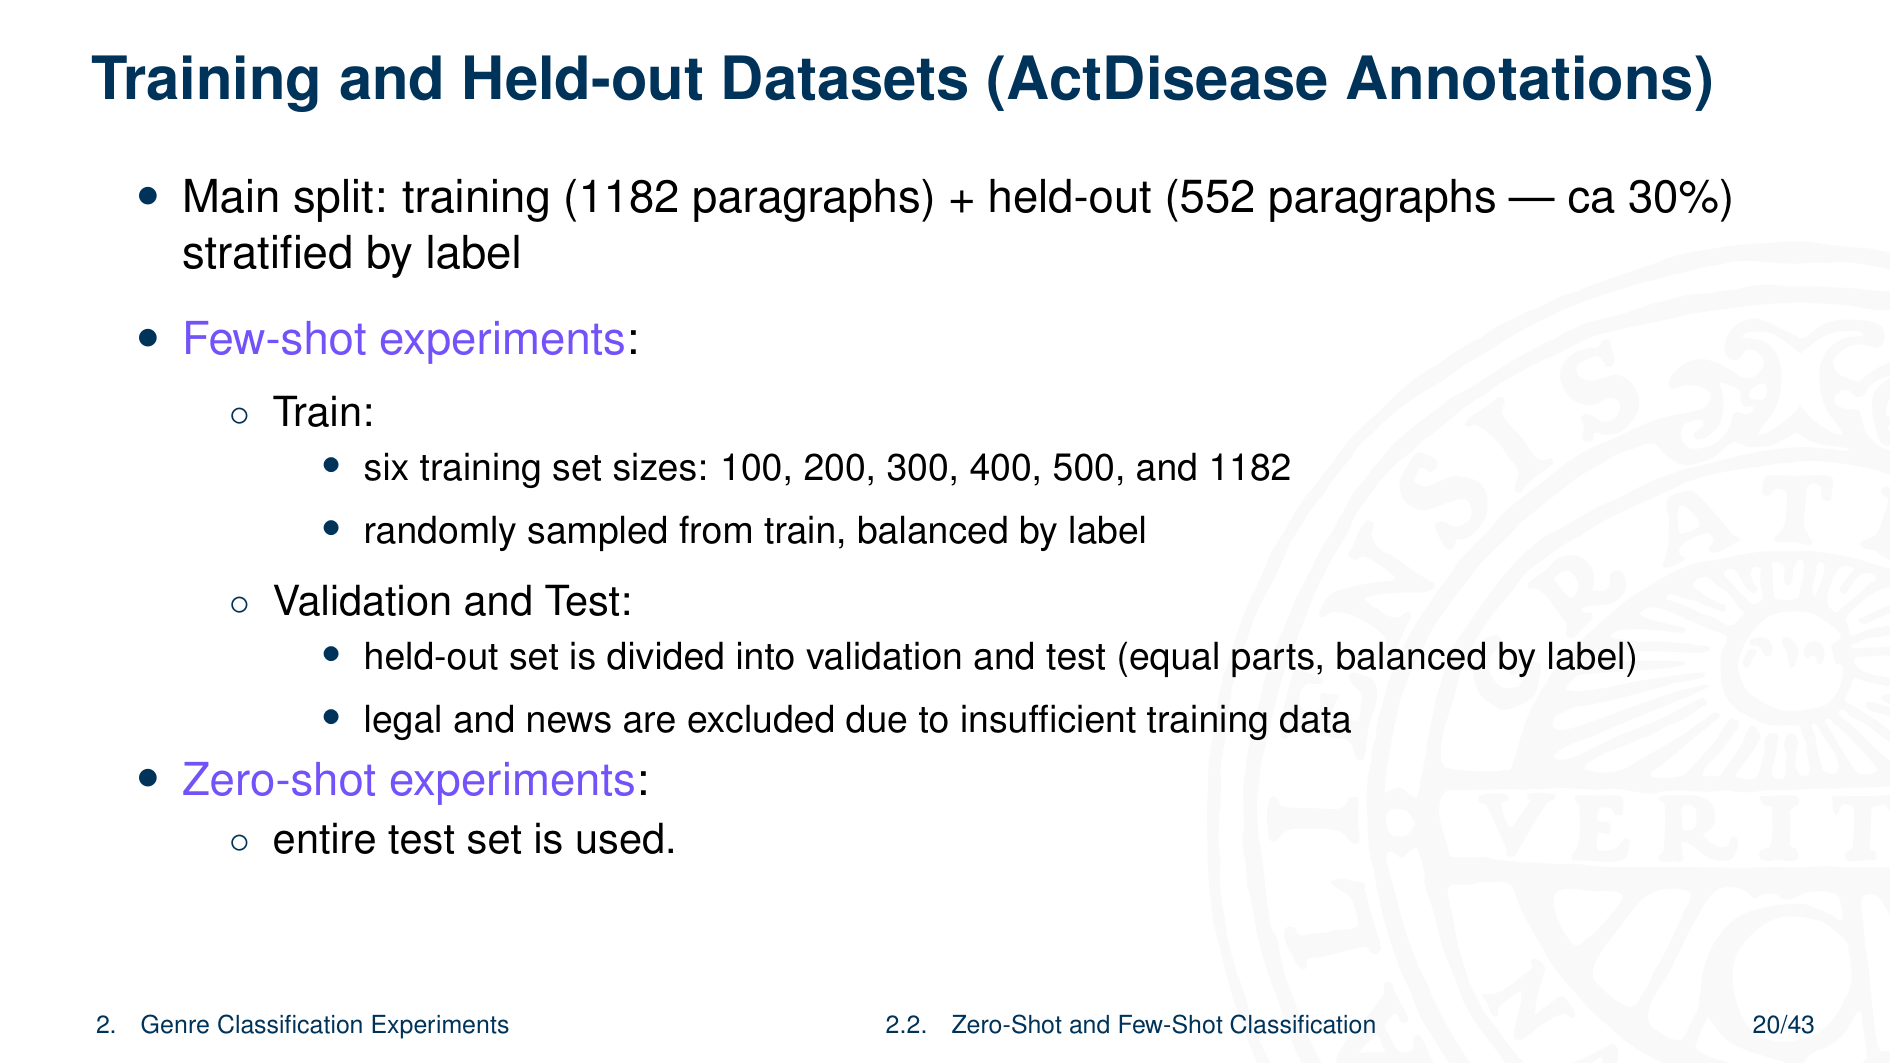 Training and Held-out Datasets (ActDisease Annotations)
• Main split: training (1182 paragraphs) + held-out (552 paragraphs — ca 30%)
stratified by label
• Few-shot experiments:
○ Train:
• six training set sizes: 100, 200, 300, 400, 500, and 1182
• randomly sampled from train, balanced by label
○ Validation and Test:
• held-out set is divided into validation and test (equal parts, balanced by label)
• legal and news are excluded due to insufficient training data
• Zero-shot experiments:
○ entire test set is used.
2. Genre Classification Experiments 2.2. Zero-Shot and Few-Shot Classification 20/43